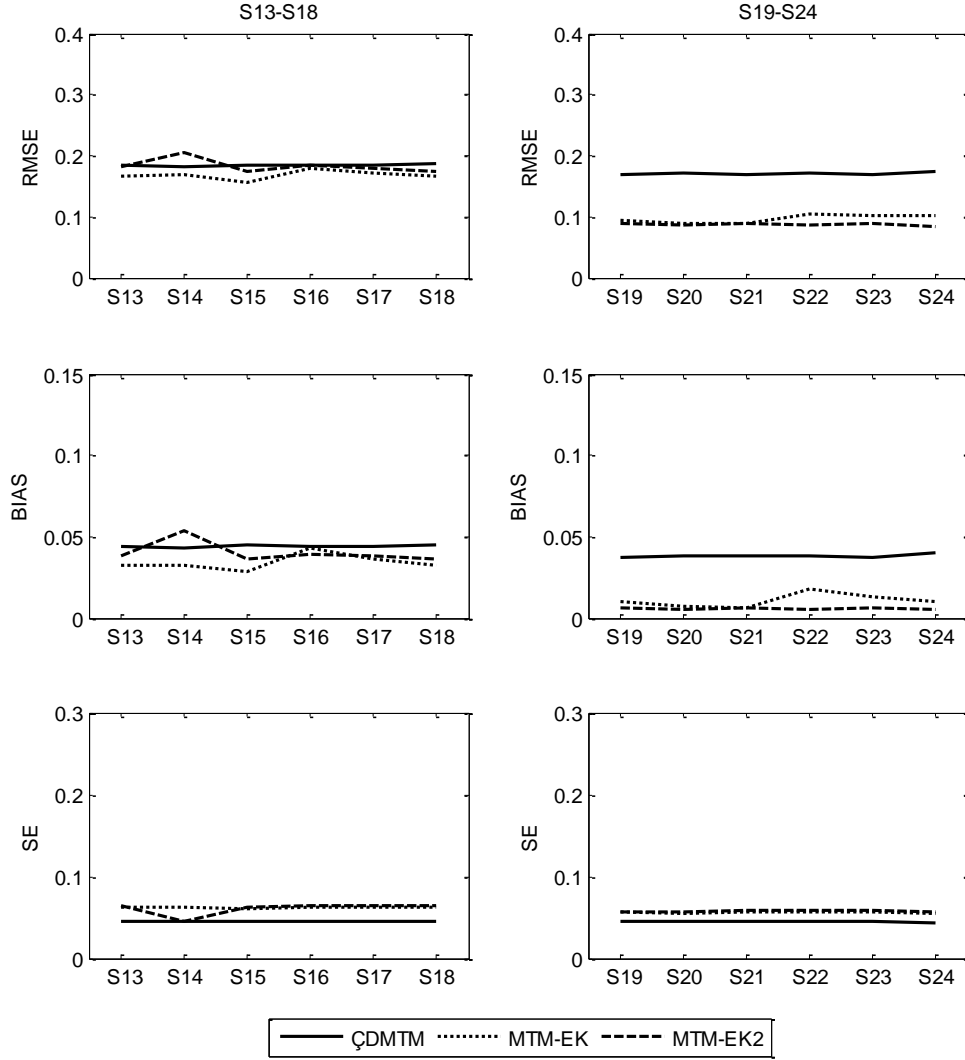 S13-S18
S19-S24
0.4
0.3
0.2
0.1
0
RMSE
S13 S14 S15 S16 S17 S18
0.4
0.3
0.2
0.1
0
RMSE
S19 S20 S21 S22 S23 S24
0.15
0.1
0.05
0
BIAS
S13 S14 S15 S16 S17 S18
0.15
0.1
0.05
0
BIAS
S19 S20 S21 S22 S23 S24
0.3
0.2
0.1
0
SE
S13 S14 S15 S16 S17 S18
0.3
0.2
0.1
0
SE
S19 S20 S21 S22 S23 S24
ÇDMTM MTM-EK MTM-EK2